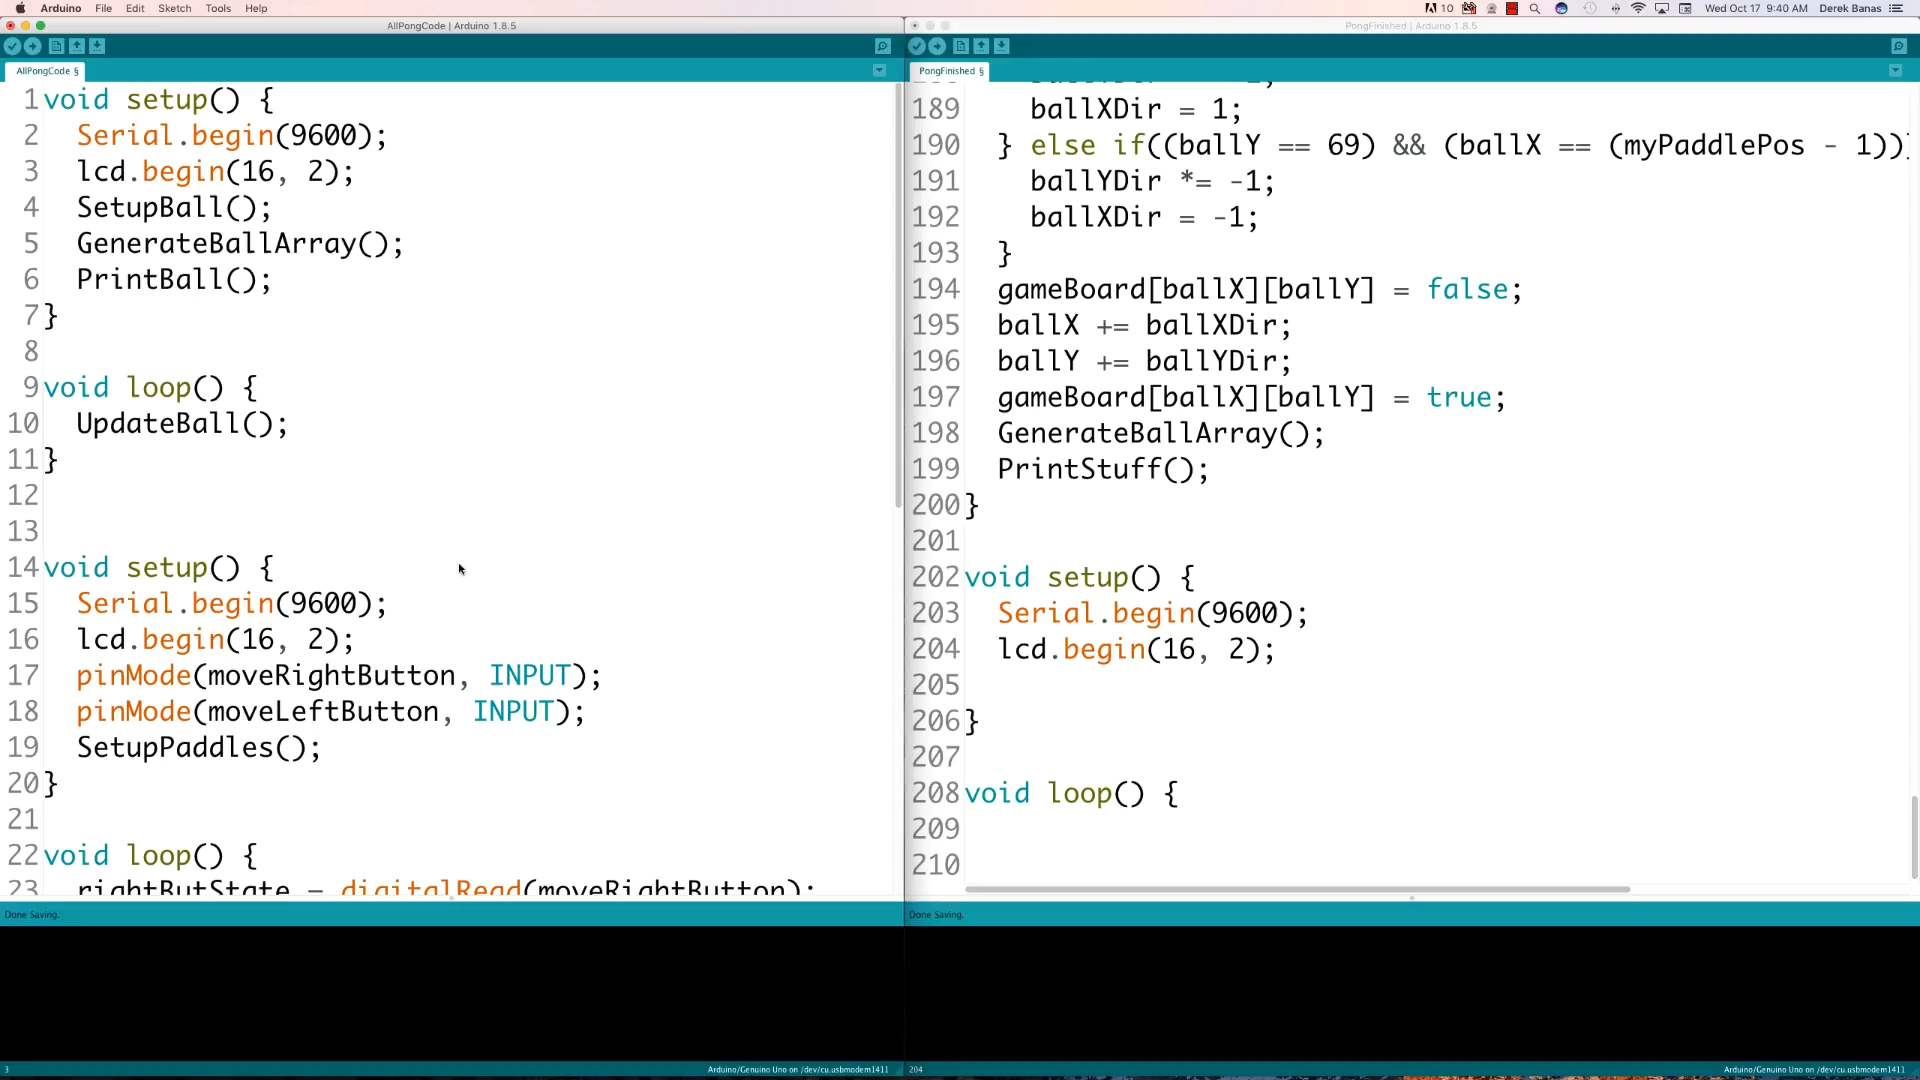 Arduino File Edit Sketch Tools Help
10 Wed Oct 17 9:40 AM Derek Banas
AllPongCode | Arduino 1.8.5
AllPongCode §
1 void setup() {
2 Serial.begin(9600);
3 lcd.begin(16, 2);
4 SetupBall();
5 GenerateBallArray();
6 PrintBall();
7 }
8
9 void loop() {
10 UpdateBall();
11 }
12
13
14 void setup() {
15 Serial.begin(9600);
16 lcd.begin(16, 2);
17 pinMode(moveRightButton, INPUT);
18 pinMode(moveLeftButton, INPUT);
19 SetupPaddles();
20 }
21
22 void loop() {
23 rightButState = digitalRead(moveRightButton);
Done Saving.
3 Arduino/Genuino Uno on /dev/cu.usbmodem1411
PongFinished | Arduino 1.8.5
PongFinished §
189 ballXDir = 1;
190 } else if((ballY == 69) && (ballX == (myPaddlePos - 1))
191 ballYDir *= -1;
192 ballXDir = -1;
193 }
194 gameBoard[ballX][ballY] = false;
195 ballX += ballXDir;
196 ballY += ballYDir;
197 gameBoard[ballX][ballY] = true;
198 GenerateBallArray();
199 PrintStuff();
200 }
201
202 void setup() {
203 Serial.begin(9600);
204 lcd.begin(16, 2);
205
206 }
207
208 void loop() {
209
210
Done Saving.
204 Arduino/Genuino Uno on /dev/cu.usbmodem1411